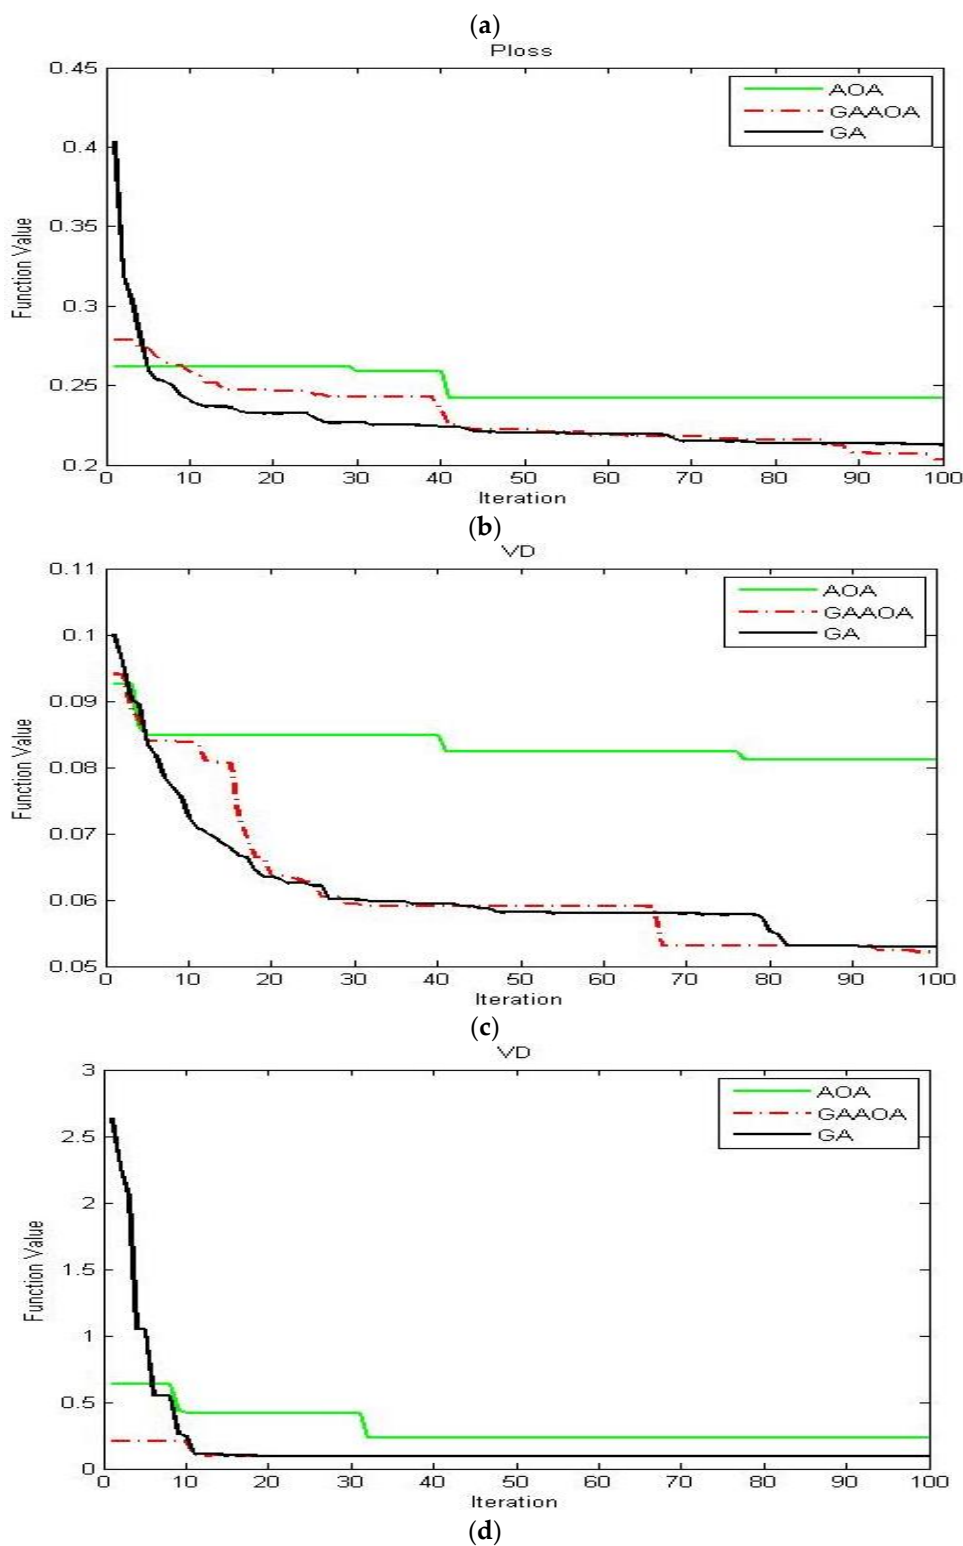 (a)
Ploss
0.45
0.4
0.35
0.3
0.25
0.2
Function Value
AOA
GAAOA
GA
0 10 20 30 40 50 60 70 80 90 100
Iteration
(b)
VD
0.11
0.1
0.09
0.08
0.07
0.06
0.05
Function Value
AOA
GAAOA
GA
0 10 20 30 40 50 60 70 80 90 100
Iteration
(c)
VD
3
2.5
2
1.5
1
0.5
0
Function Value
AOA
GAAOA
GA
0 10 20 30 40 50 60 70 80 90 100
Iteration
(d)